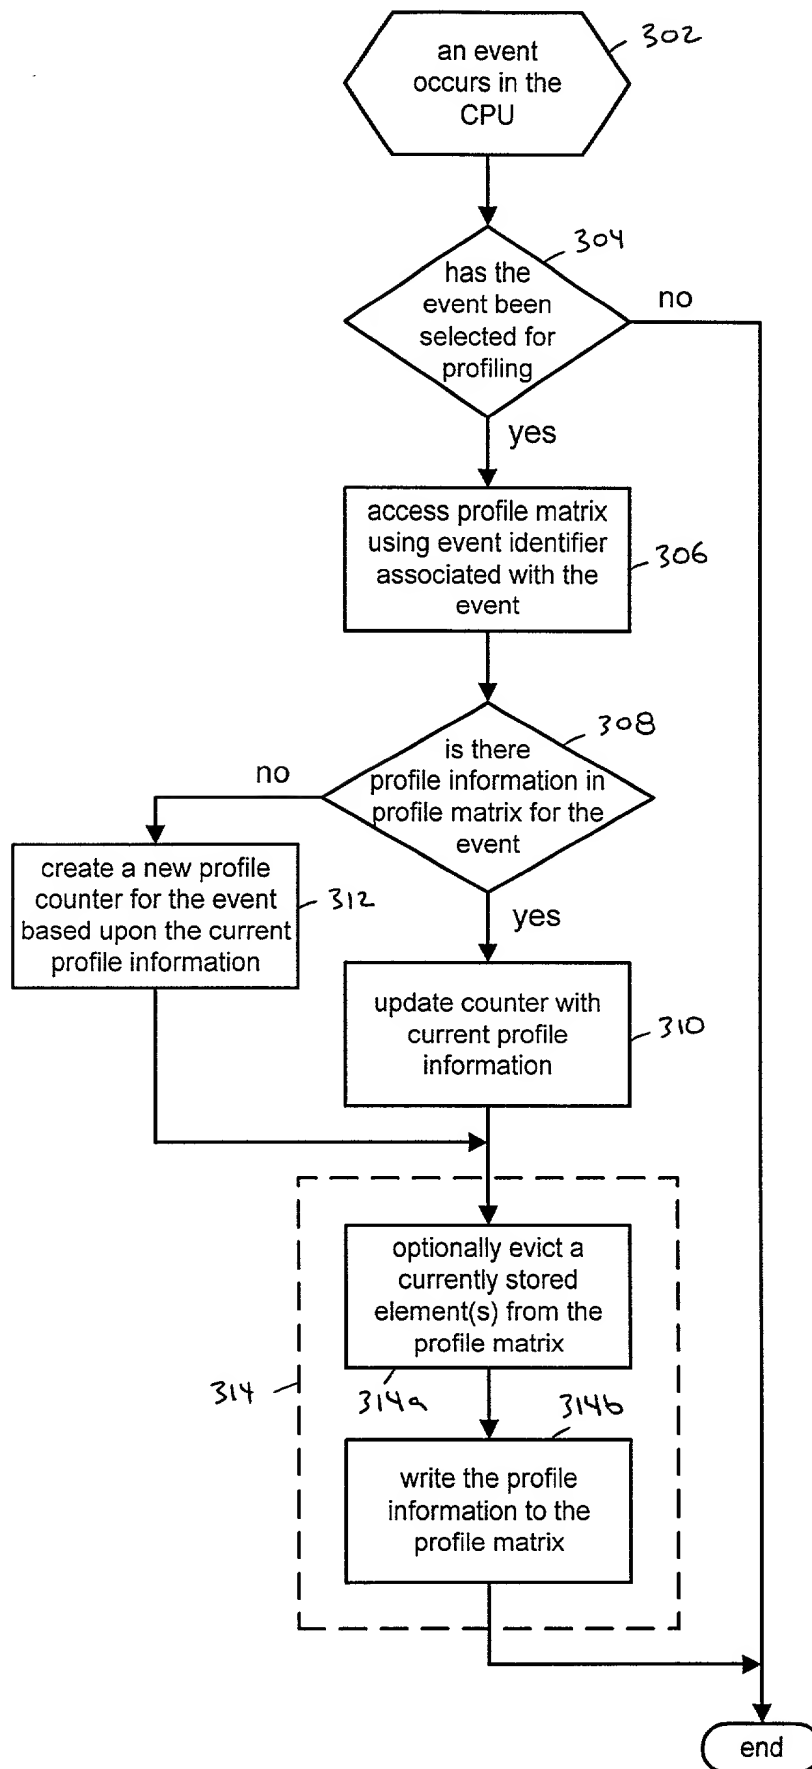 an event
occurs in the
CPU
302
has the
event been
selected for
profiling
304
no
yes
access profile matrix
using event identifier
associated with the
event
306
is there
profile information in
profile matrix for the
event
308
no
create a new profile
counter for the event
based upon the current
profile information
312
yes
update counter with
current profile
information
310
optionally evict a
currently stored
element(s) from the
profile matrix
314
314a
314b
write the profile
information to the
profile matrix
end